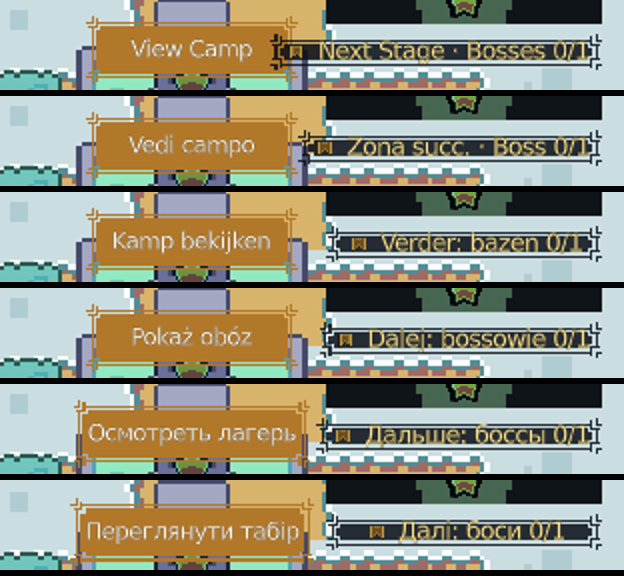 View Camp
Next Stage · Bosses 0/1
Vedi campo
Zona succ. · Boss 0/1
Kamp bekijken
Verder: bazen 0/1
Pokaż obóz
Dalej: bossowie 0/1
Осмотреть лагерь
Дальше: боссы 0/1
Переглянути табір
Далі: боси 0/1